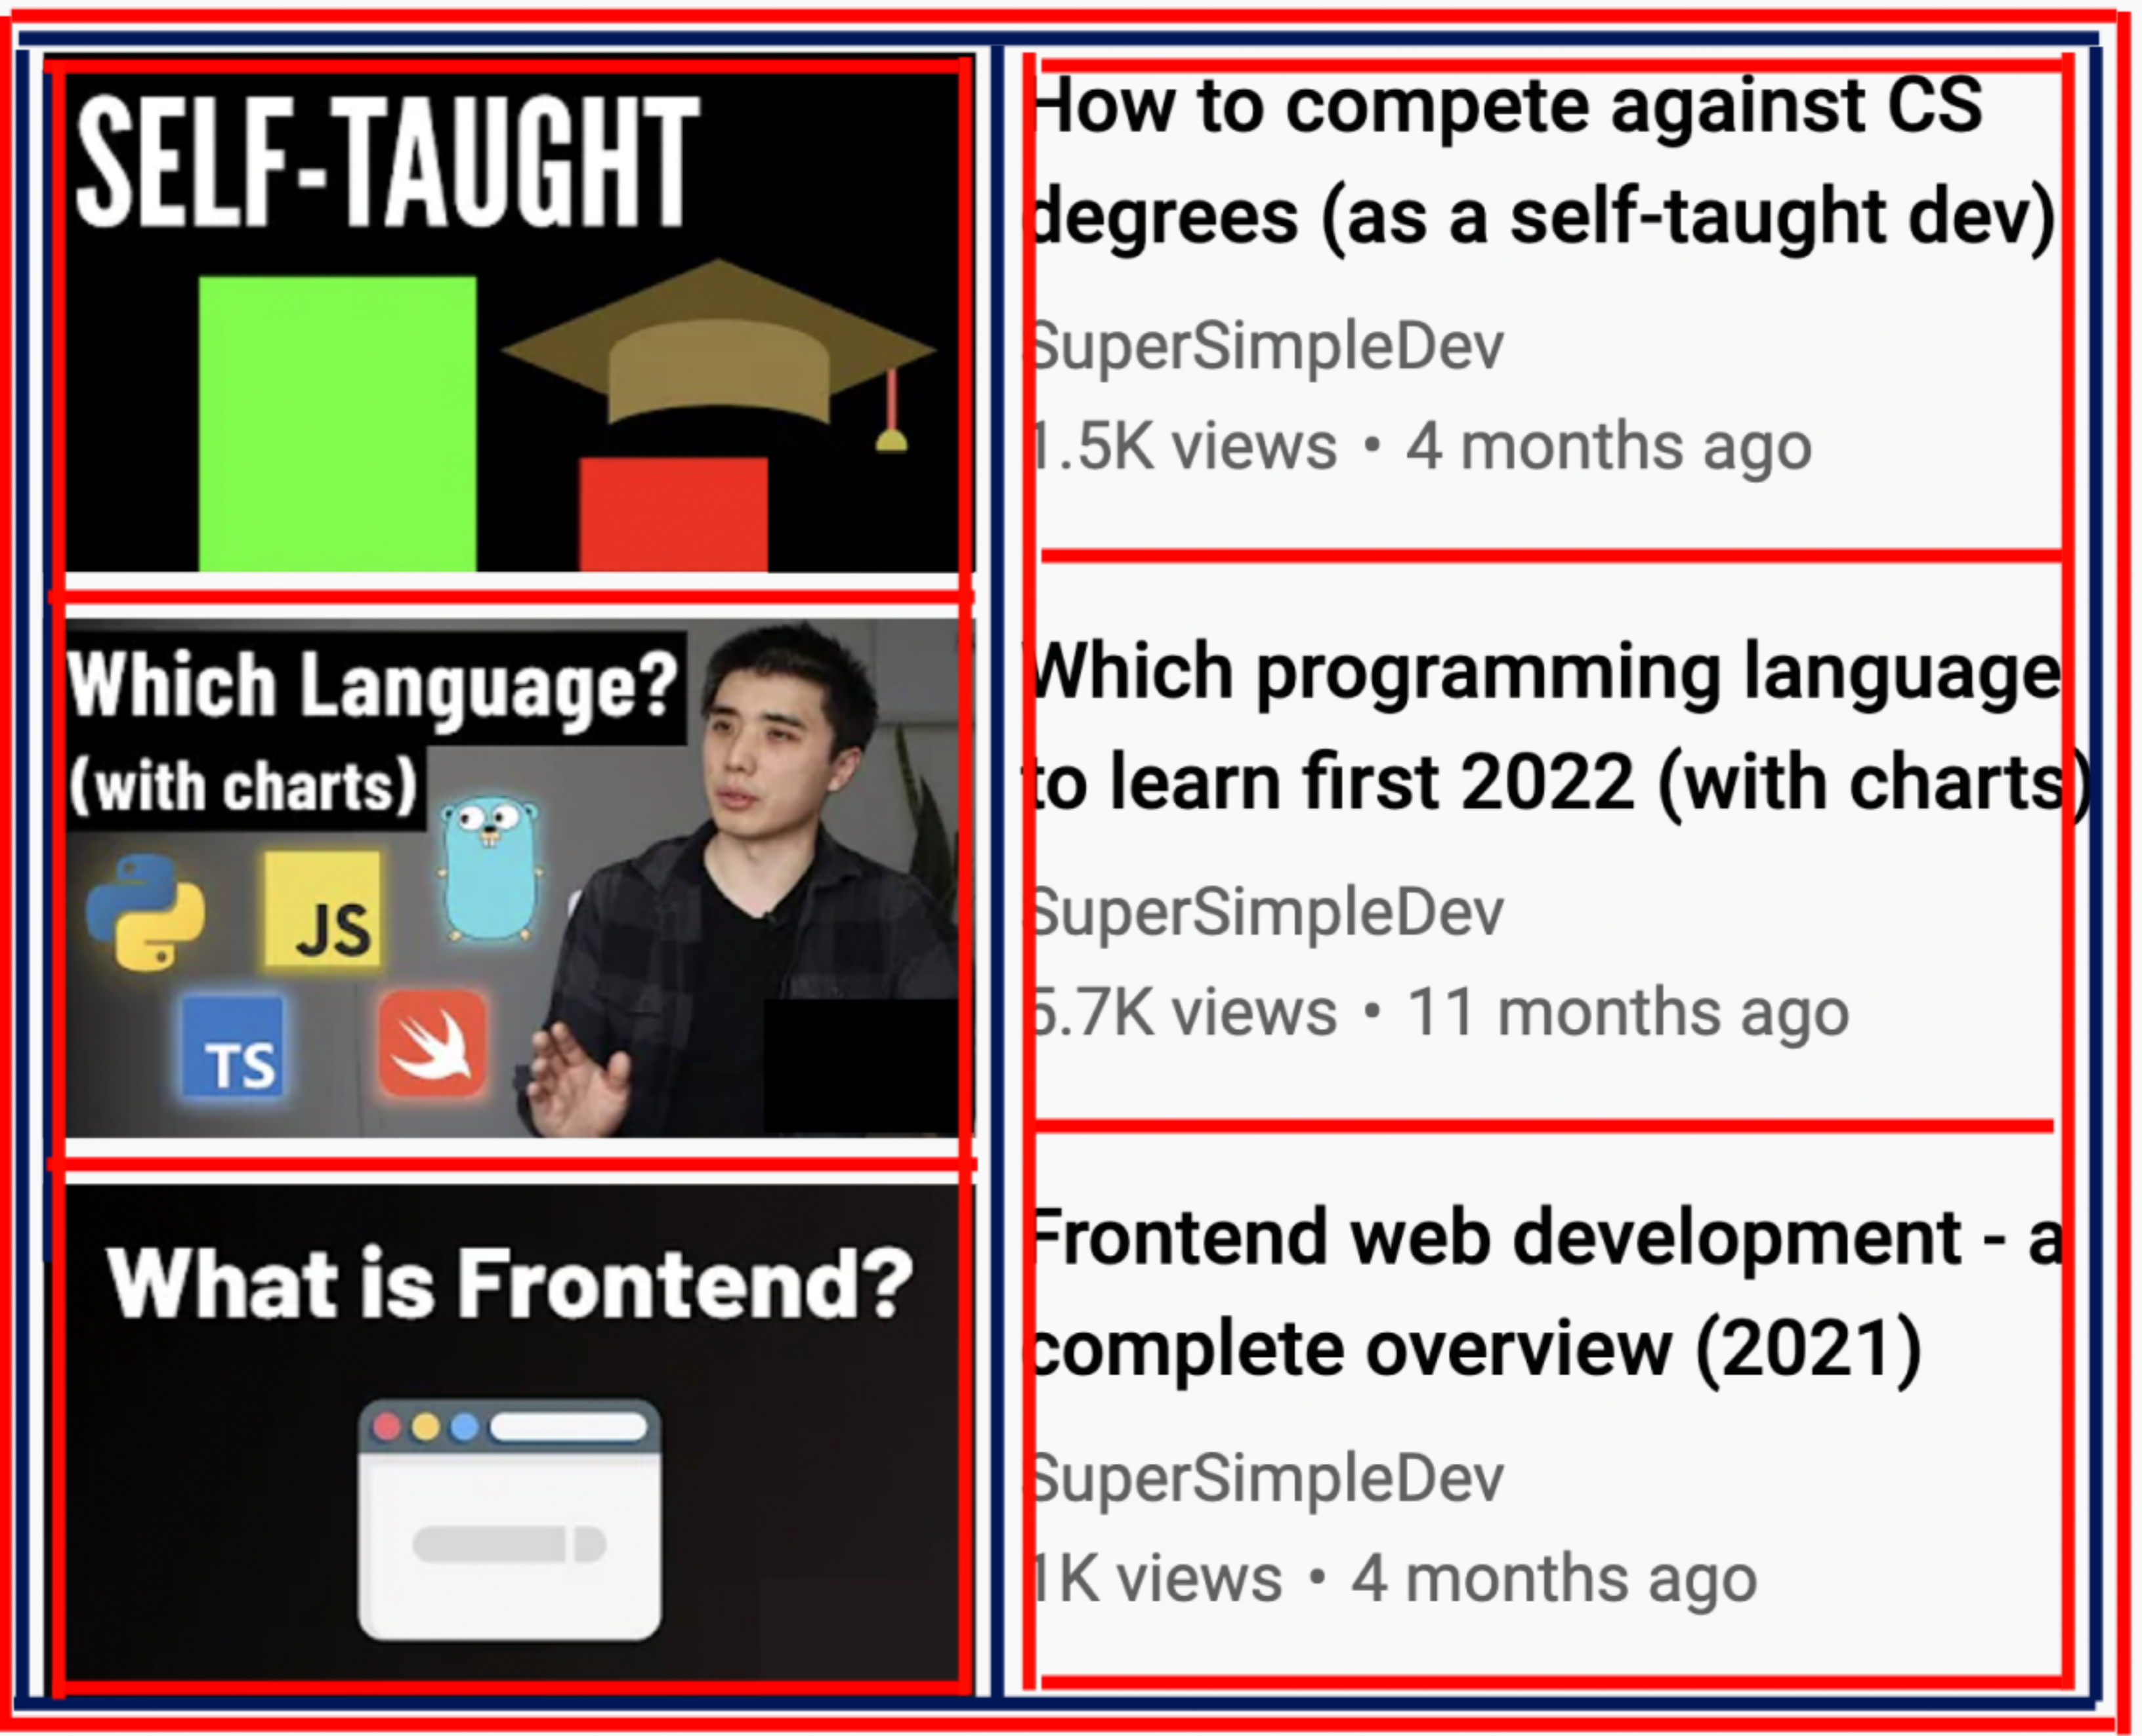 SELF-TAUGHT
How to compete against CS
degrees (as a self-taught dev)
SuperSimpleDev
1.5K views • 4 months ago
Which Language?
(with charts)
JS
TS
Which programming language
to learn first 2022 (with charts)
SuperSimpleDev
5.7K views • 11 months ago
What is Frontend?
Frontend web development - a
complete overview (2021)
SuperSimpleDev
1K views • 4 months ago